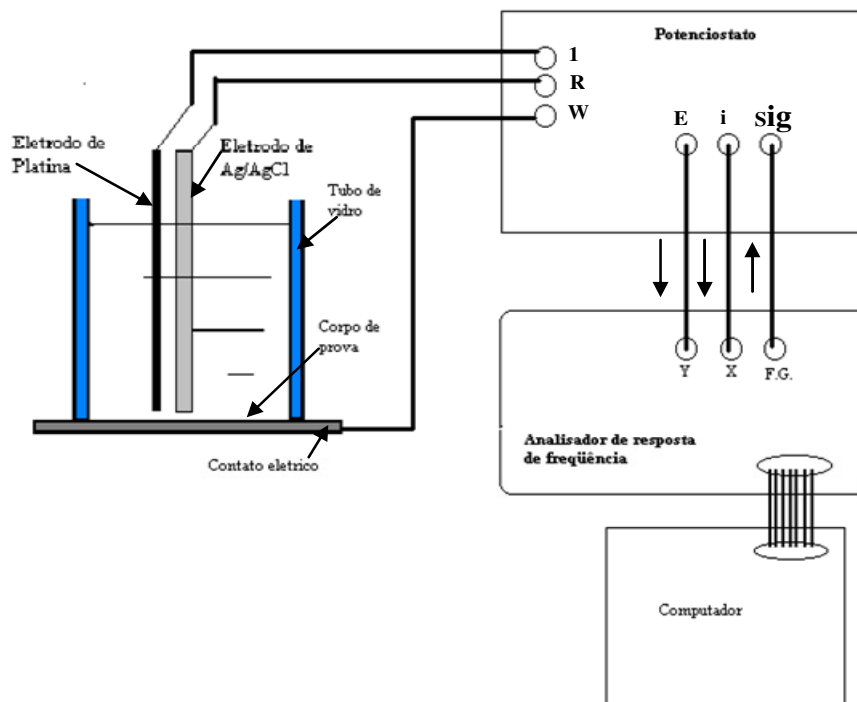 Potenciostato
1
R
W
E i sig
Eletrodo de
Platina
Eletrodo de
Ag/AgCl
Tubo de
vidro
Corpo de
prova
Contato eletrico
Y X F.G.
Analisador de resposta
de freqüência
Computador